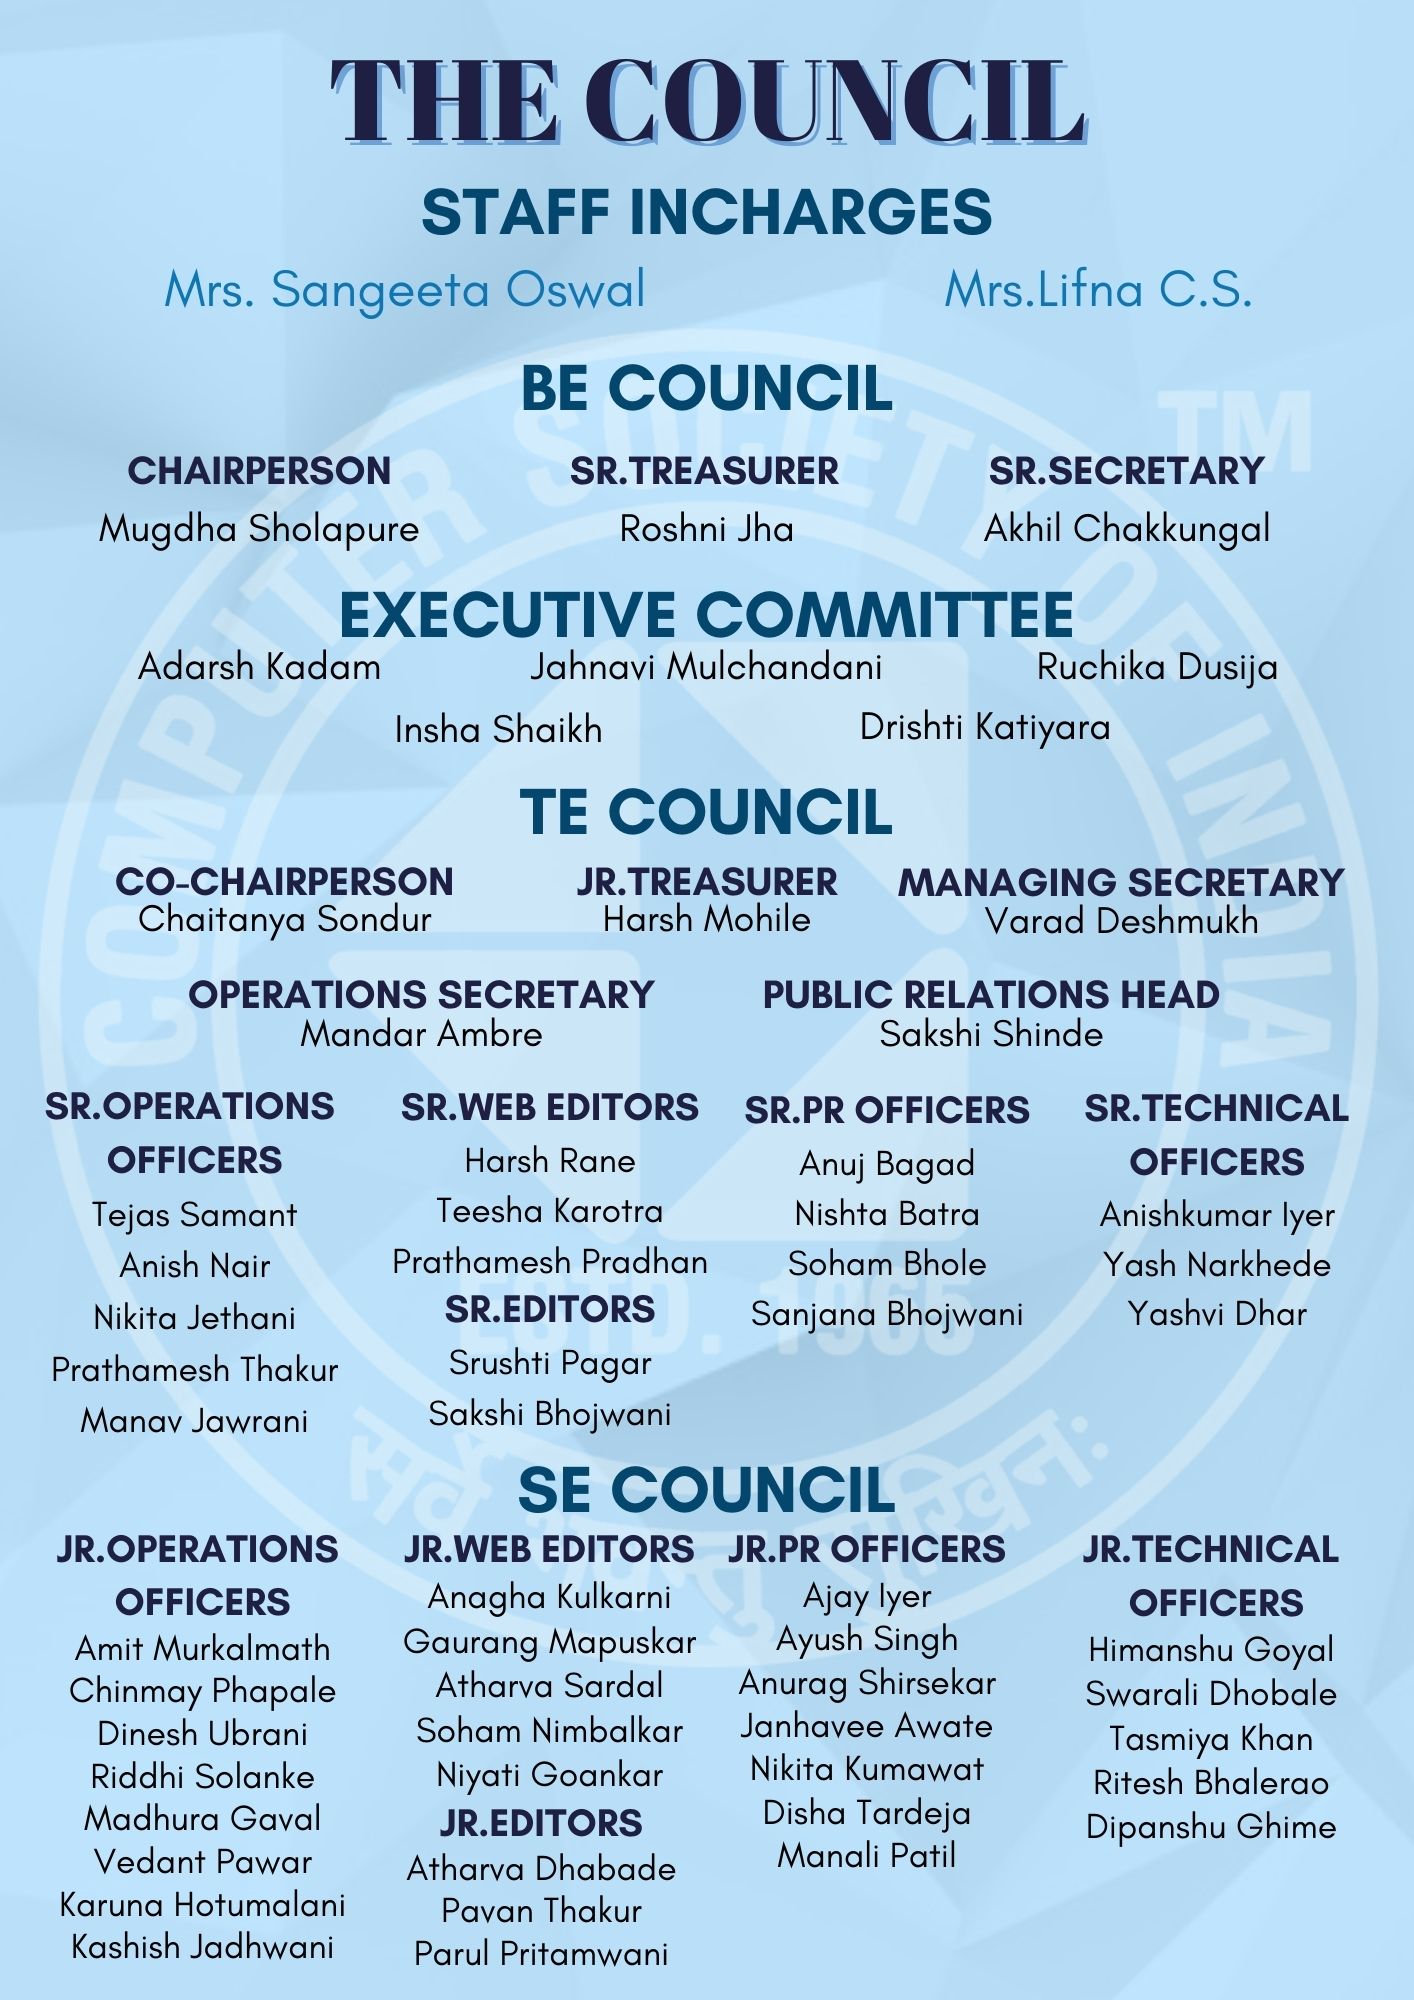 THE COUNCIL
STAFF INCHARGES
Mrs. Sangeeta Oswal
Mrs.Lifna C.S.
BE COUNCIL
CHAIRPERSON
Mugdha Sholapure
SR.TREASURER
Roshni Jha
SR.SECRETARY
Akhil Chakkungal
EXECUTIVE COMMITTEE
Adarsh Kadam
Jahnavi Mulchandani
Ruchika Dusija
Insha Shaikh
Drishti Katiyara
TE COUNCIL
CO-CHAIRPERSON
Chaitanya Sondur
JR.TREASURER
Harsh Mohile
MANAGING SECRETARY
Varad Deshmukh
OPERATIONS SECRETARY
Mandar Ambre
PUBLIC RELATIONS HEAD
Sakshi Shinde
SR.OPERATIONS
OFFICERS
Tejas Samant
Anish Nair
Nikita Jethani
Prathamesh Thakur
Manav Jawrani
SR.WEB EDITORS
Harsh Rane
Teesha Karotra
Prathamesh Pradhan
SR.EDITORS
Srushti Pagar
Sakshi Bhojwani
SR.PR OFFICERS
Anuj Bagad
Nishta Batra
Soham Bhole
Sanjana Bhojwani
SR.TECHNICAL
OFFICERS
Anishkumar Iyer
Yash Narkhede
Yashvi Dhar
SE COUNCIL
JR.OPERATIONS
OFFICERS
Amit Murkalmath
Chinmay Phapale
Dinesh Ubrani
Riddhi Solanke
Madhura Gaval
Vedant Pawar
Karuna Hotumalani
Kashish Jadhwani
JR.WEB EDITORS
Anagha Kulkarni
Gaurang Mapuskar
Atharva Sardal
Soham Nimbalkar
Niyati Goankar
JR.EDITORS
Atharva Dhabade
Pavan Thakur
Parul Pritamwani
JR.PR OFFICERS
Ajay Iyer
Ayush Singh
Anurag Shirsekar
Janhavee Awate
Nikita Kumawat
Disha Tardeja
Manali Patil
JR.TECHNICAL
OFFICERS
Himanshu Goyal
Swarali Dhobale
Tasmiya Khan
Ritesh Bhalerao
Dipanshu Ghime
COMPUTER SOCIETY OF INDIA
TM
ESTD. 1965